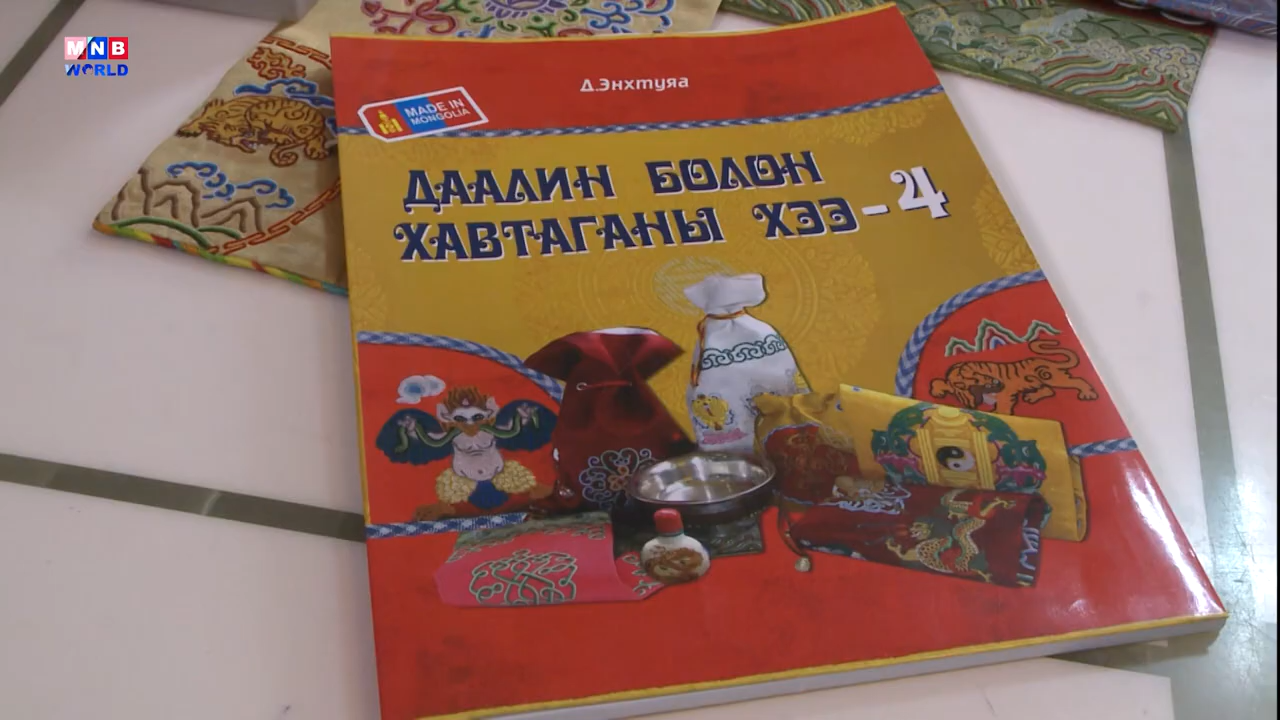 MNB
WORLD
Д.Энхтуяа
MADE IN
MONGOLIA
ДААЛИН БОЛОН
ХАВТАГАНЫ ХЭЭ-4